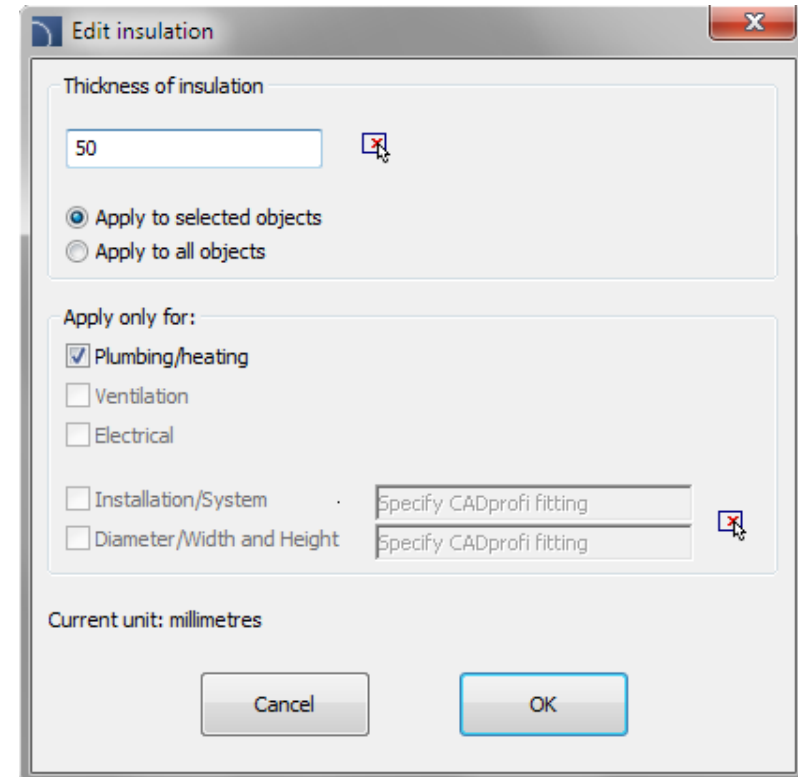 Edit insulation
Thickness of insulation
50
Apply to selected objects
Apply to all objects
Apply only for:
Plumbing/heating
Ventilation
Electrical
Installation/System
Specify CADprofi fitting
Diameter/Width and Height
Specify CADprofi fitting
Current unit: millimetres
Cancel
OK